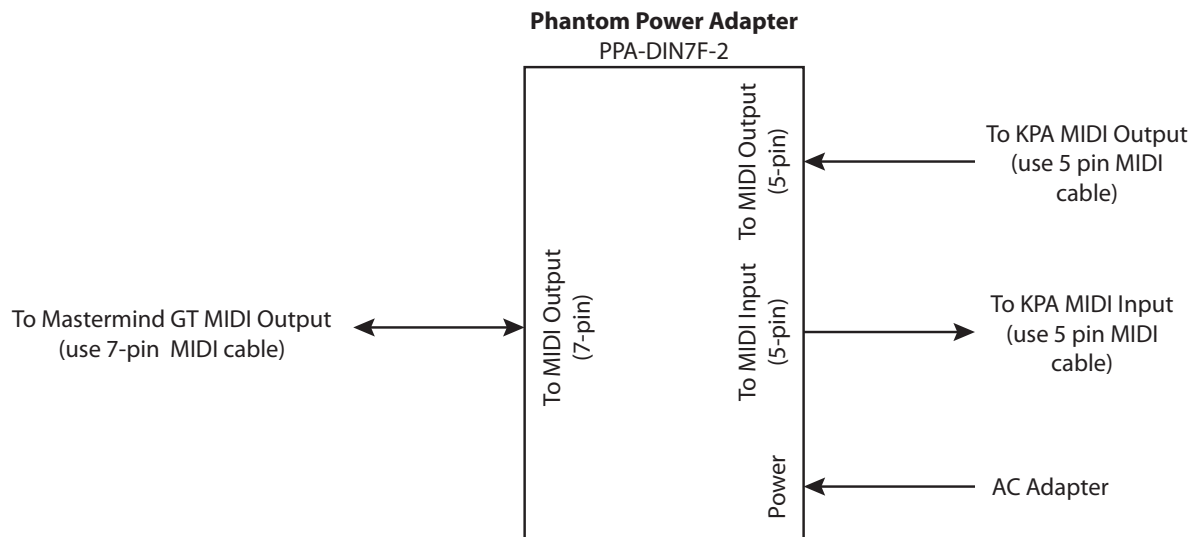 Phantom Power Adapter
PPA-DIN7F-2
To MIDI Output
(5-pin)
To KPA MIDI Output
(use 5 pin MIDI
cable)
To Mastermind GT MIDI Output
(use 7-pin MIDI cable)
To MIDI Output
(7-pin)
To MIDI Input
(5-pin)
To KPA MIDI Input
(use 5 pin MIDI
cable)
Power
AC Adapter